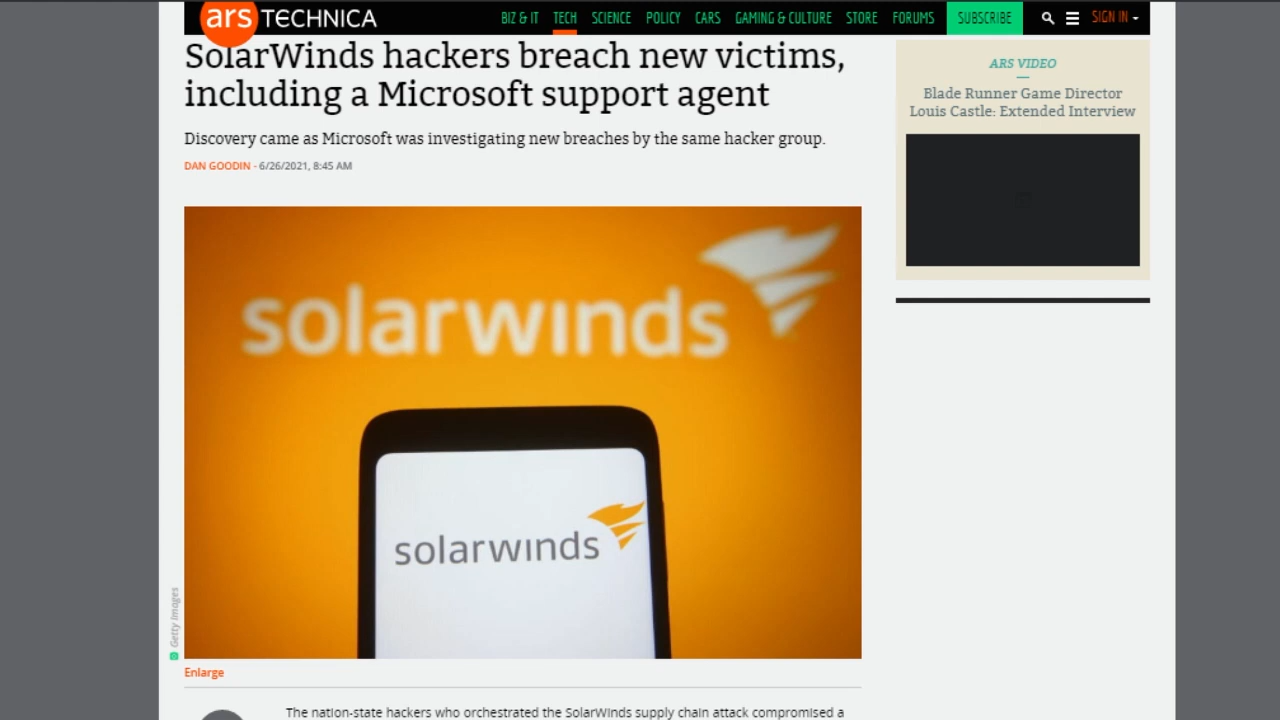 ars TECHNICA
BIZ & IT TECH SCIENCE POLICY CARS GAMING & CULTURE STORE FORUMS SUBSCRIBE SIGN IN
SolarWinds hackers breach new victims,
including a Microsoft support agent
Discovery came as Microsoft was investigating new breaches by the same hacker group.
DAN GOODIN - 6/26/2021, 8:45 AM
ARS VIDEO
Blade Runner Game Director
Louis Castle: Extended Interview
solarwinds
solarwinds
Getty Images
Enlarge
The nation-state hackers who orchestrated the SolarWinds supply chain attack compromised a